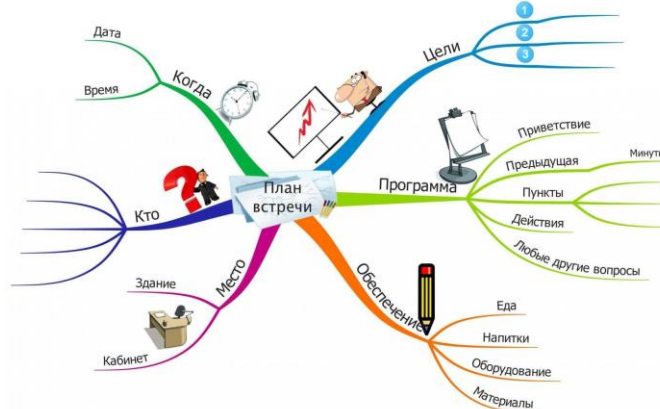 План
встречи
Цели
1
2
3
Программа
Приветствие
Предыдущая
Пункты
Действия
Любые другие вопросы
Обеспечение
Еда
Напитки
Оборудование
Материалы
Место
Здание
Кабинет
Кто
Когда
Дата
Время